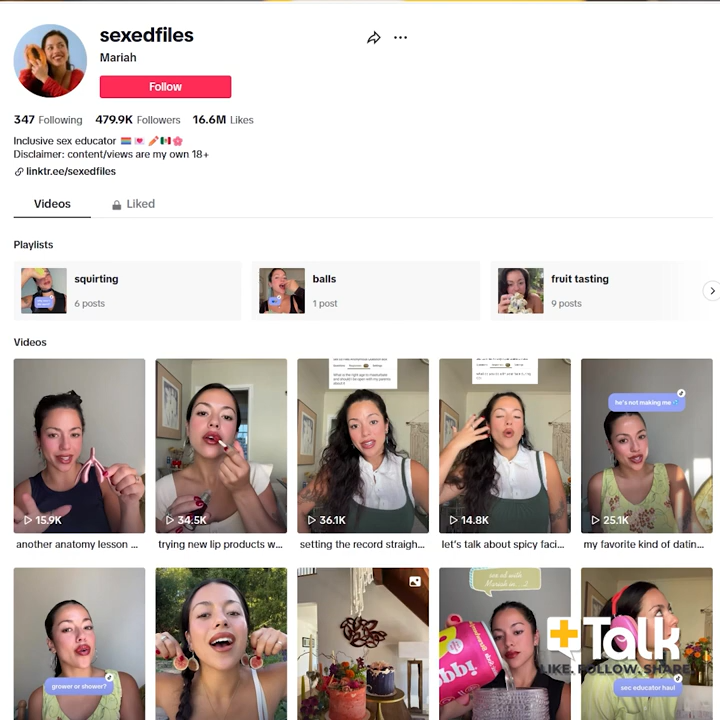 sexedfiles
Mariah
Follow
347 Following 479.9K Followers 16.6M Likes
Inclusive sex educator
Disclaimer: content/views are my own 18+
linktr.ee/sexedfiles
Videos Liked
Playlists
squirting
6 posts
balls
1 post
fruit tasting
9 posts
Videos
he's not making me
15.9K
34.5K
36.1K
14.8K
25.1K
another anatomy lesson ...
trying new lip products w...
setting the record straigh...
let's talk about spicy faci...
my favorite kind of datin...
sex ed with
Mariah
grower or shower?
Talk
LIKE. FOLLOW. SHARE
sec educator haul